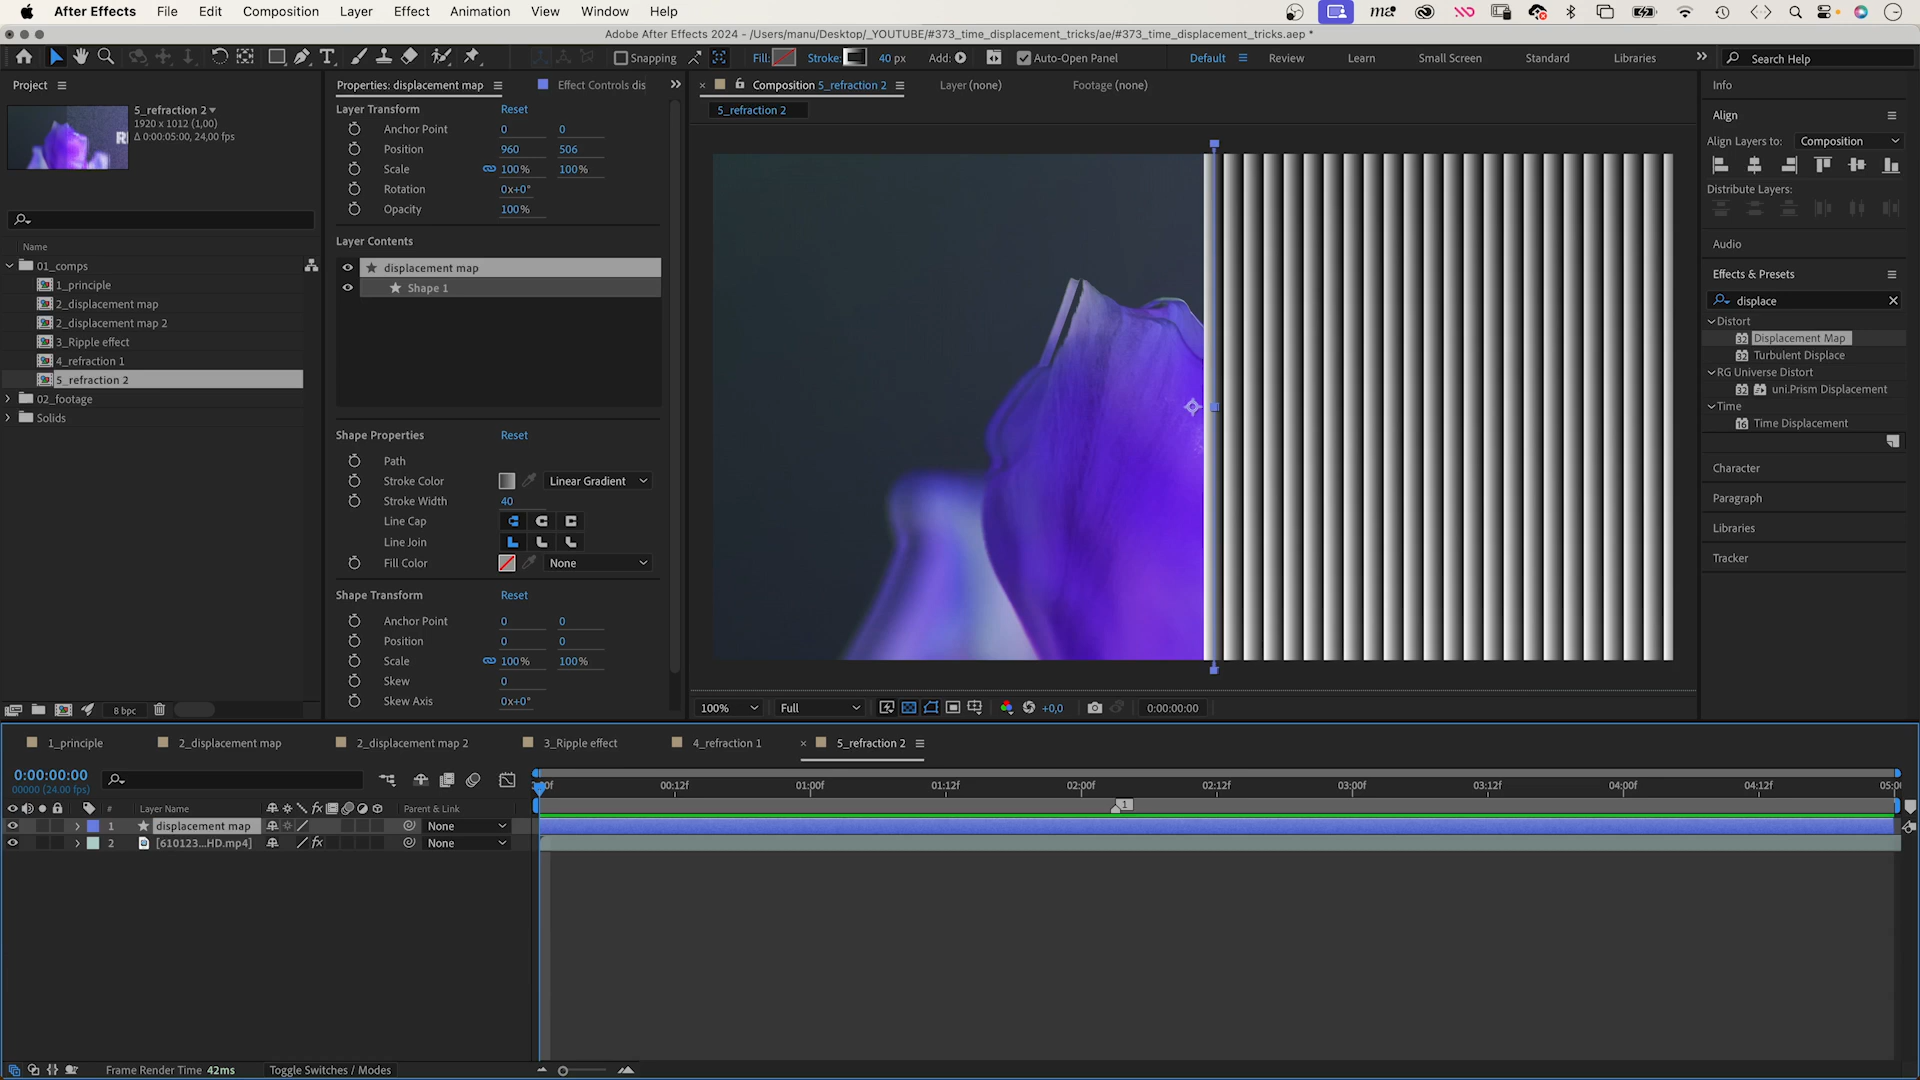 After Effects File Edit Composition Layer Effect Animation View Window Help
Adobe After Effects 2024 - /Users/manu/Desktop/_YOUTUBE/#373_time_displacement_tricks/ae/#373_time_displacement_tricks.aep *
Snapping Fill: Stroke: 40 px Add: Auto-Open Panel Default Review Learn Small Screen Standard Libraries Search Help
Project
5_refraction 2
1920 x 1012 (1,00)
Δ 0:00:05:00, 24,00 fps
Name
01_comps
1_principle
2_displacement map
2_displacement map 2
3_Ripple effect
4_refraction 1
5_refraction 2
02_footage
Solids
8 bpc
Properties: displacement map Effect Controls dis
Layer Transform Reset
Anchor Point 0 0
Position 960 506
Scale 100% 100%
Rotation 0x+0°
Opacity 100%
Layer Contents
displacement map
Shape 1
Shape Properties Reset
Path
Stroke Color Linear Gradient
Stroke Width 40
Line Cap
Line Join
Fill Color None
Shape Transform Reset
Anchor Point 0 0
Position 0 0
Scale 100% 100%
Skew 0
Skew Axis 0x+0°
Composition 5_refraction 2 Layer (none) Footage (none)
5_refraction 2
100% Full +0,0 0:00:00:00
Info
Align
Align Layers to: Composition
Distribute Layers:
Audio
Effects & Presets
displace
Distort
32 Displacement Map
Turbulent Displace
RG Universe Distort
32 uni.Prism Displacement
Time
16 Time Displacement
Character
Paragraph
Libraries
Tracker
1_principle 2_displacement map 2_displacement map 2 3_Ripple effect 4_refraction 1 5_refraction 2
0:00:00:00
00000 (24.00 fps)
00:12f 01:00f 01:12f 02:00f 02:12f 03:00f 03:12f 04:00f 04:12f
1
# Layer Name Parent & Link
1 displacement map None
2 [610123...HD.mp4] None
Frame Render Time 42ms Toggle Switches / Modes